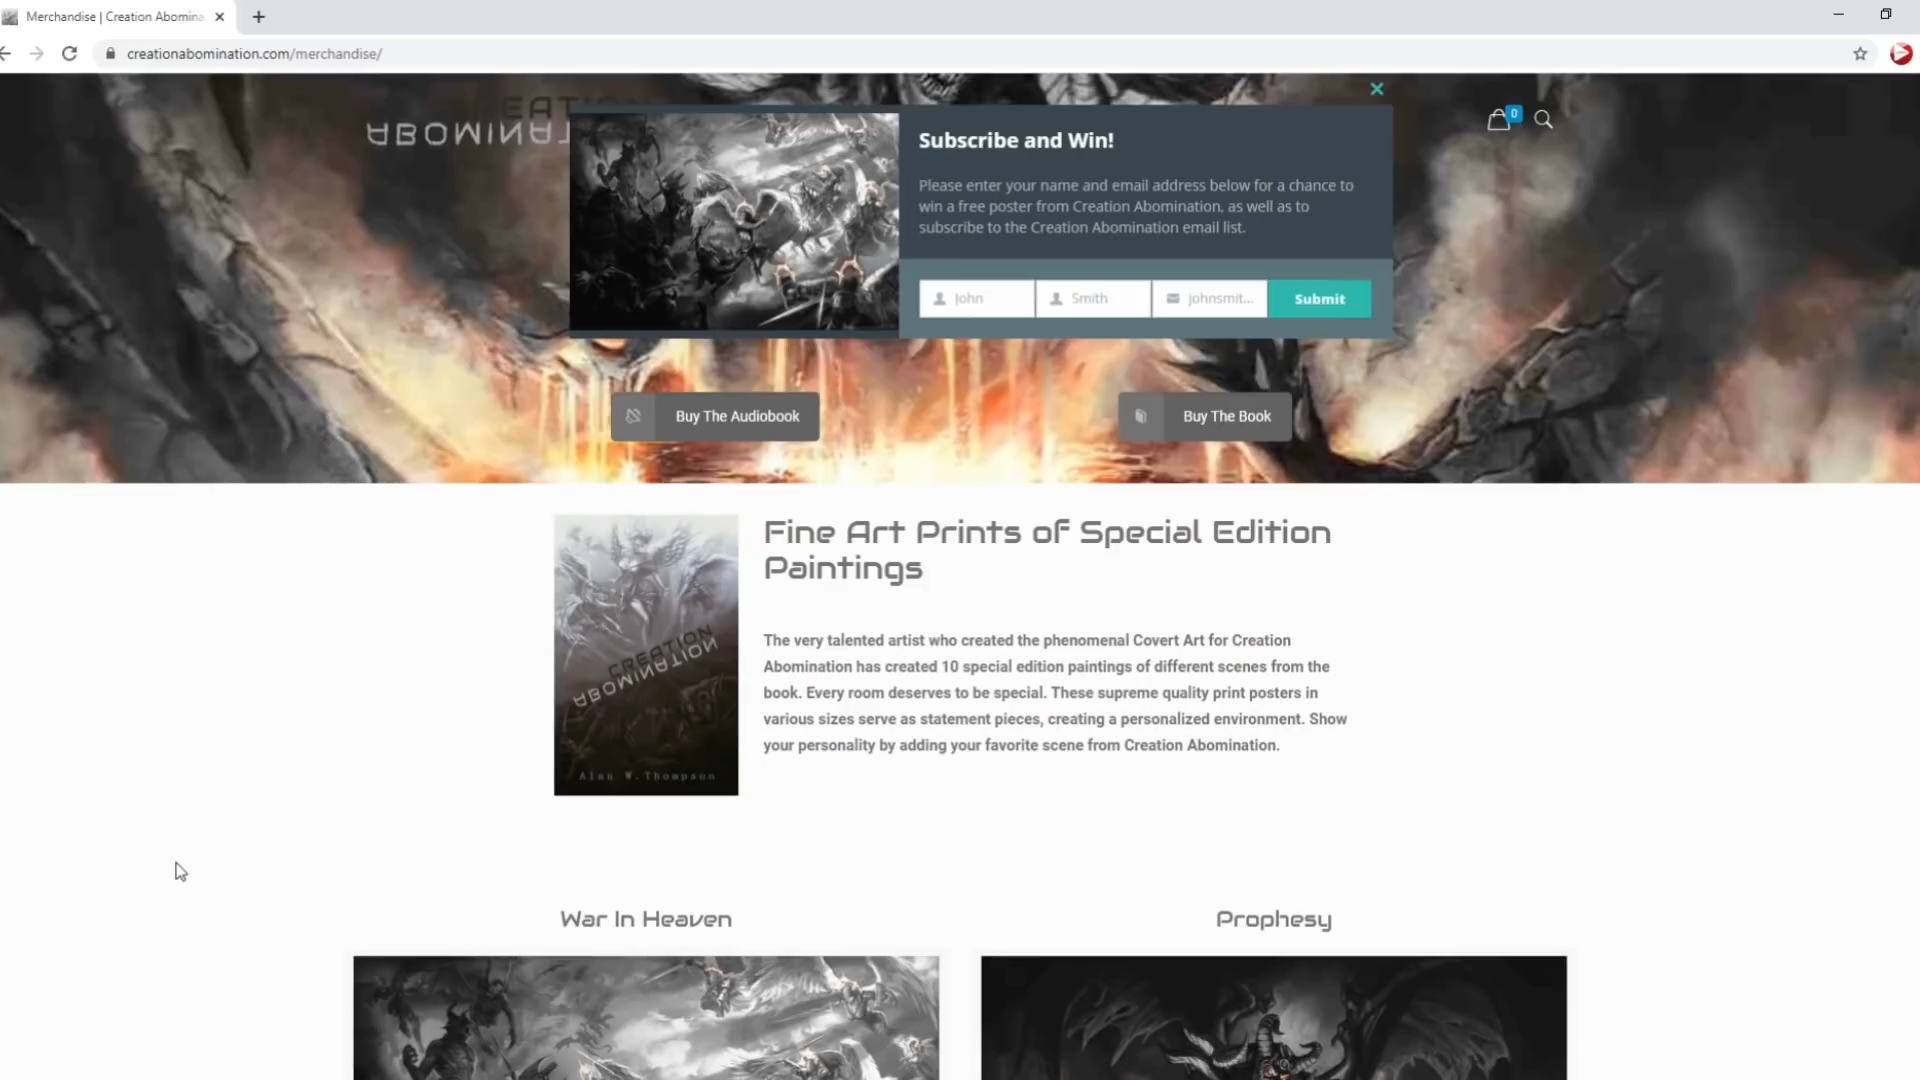 Merchandise | Creation Abomina
creationabomination.com/merchandise/
CREATION
ABOMINAT
0
Subscribe and Win!
Please enter your name and email address below for a chance to
win a free poster from Creation Abomination, as well as to
subscribe to the Creation Abomination email list.
John
Smith
johnsmit...
Submit
Buy The Audiobook
Buy The Book
Fine Art Prints of Special Edition
Paintings
The very talented artist who created the phenomenal Covert Art for Creation
Abomination has created 10 special edition paintings of different scenes from the
book. Every room deserves to be special. These supreme quality print posters in
various sizes serve as statement pieces, creating a personalized environment. Show
your personality by adding your favorite scene from Creation Abomination.
CREATION
ABOMINATION
Alan W. Thompson
War In Heaven
Prophesy